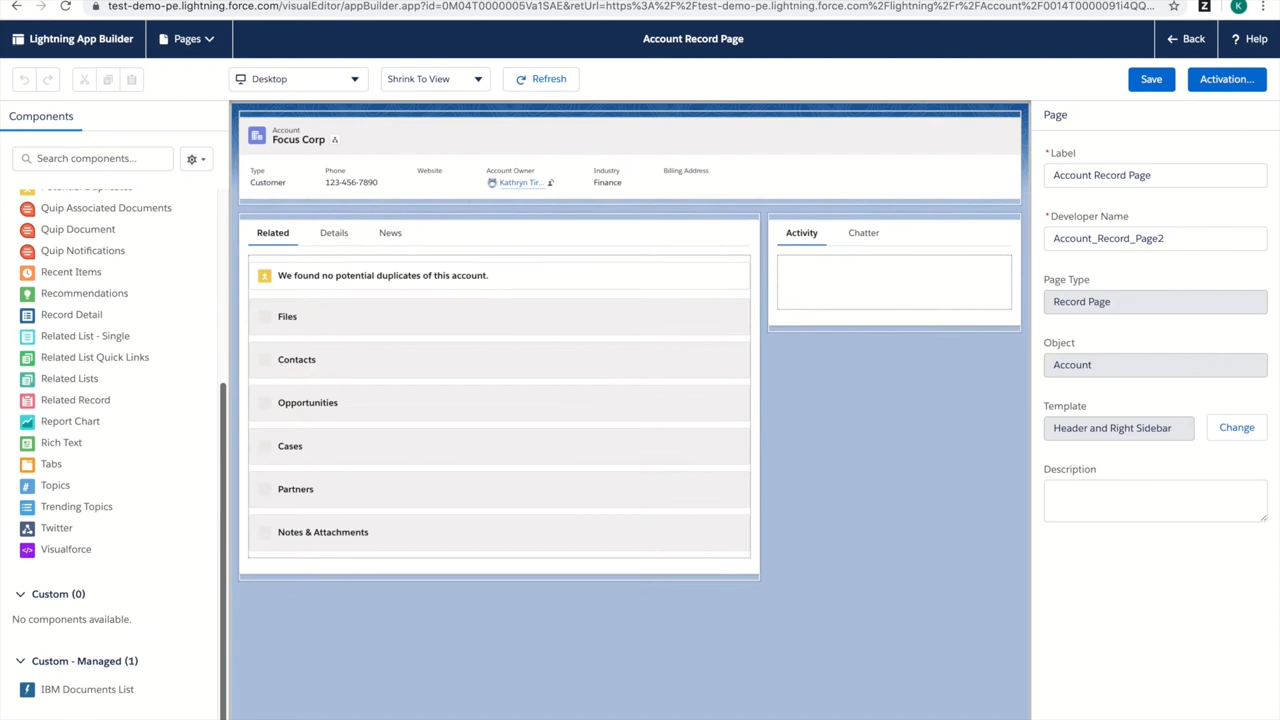 test-demo-pe.lightning.force.com/visualEditor/appBuilder.app?id=0M04T0000005Va1SAE&retUrl=https%3A%2F%2Ftest-demo-pe.lightning.force.com%2Flightning%2Fr%2FAccount%2F0014T0000091i4QQ...
Z
K
Lightning App Builder
Pages
Account Record Page
Back
? Help
Desktop
Shrink To View
Refresh
Save
Activation...
Components
Search components...
Potential Duplicates
Quip Associated Documents
Quip Document
Quip Notifications
Recent Items
Recommendations
Record Detail
Related List - Single
Related List Quick Links
Related Lists
Related Record
Report Chart
Rich Text
Tabs
Topics
Trending Topics
Twitter
Visualforce
Custom (0)
No components available.
Custom - Managed (1)
IBM Documents List
Account
Focus Corp
Type
Phone
Website
Account Owner
Industry
Billing Address
Customer
123-456-7890
Kathryn Tir...
Finance
Related
Details
News
We found no potential duplicates of this account.
Files
Contacts
Opportunities
Cases
Partners
Notes & Attachments
Activity
Chatter
Page
*Label
Account Record Page
*Developer Name
Account_Record_Page2
Page Type
Record Page
Object
Account
Template
Header and Right Sidebar
Change
Description